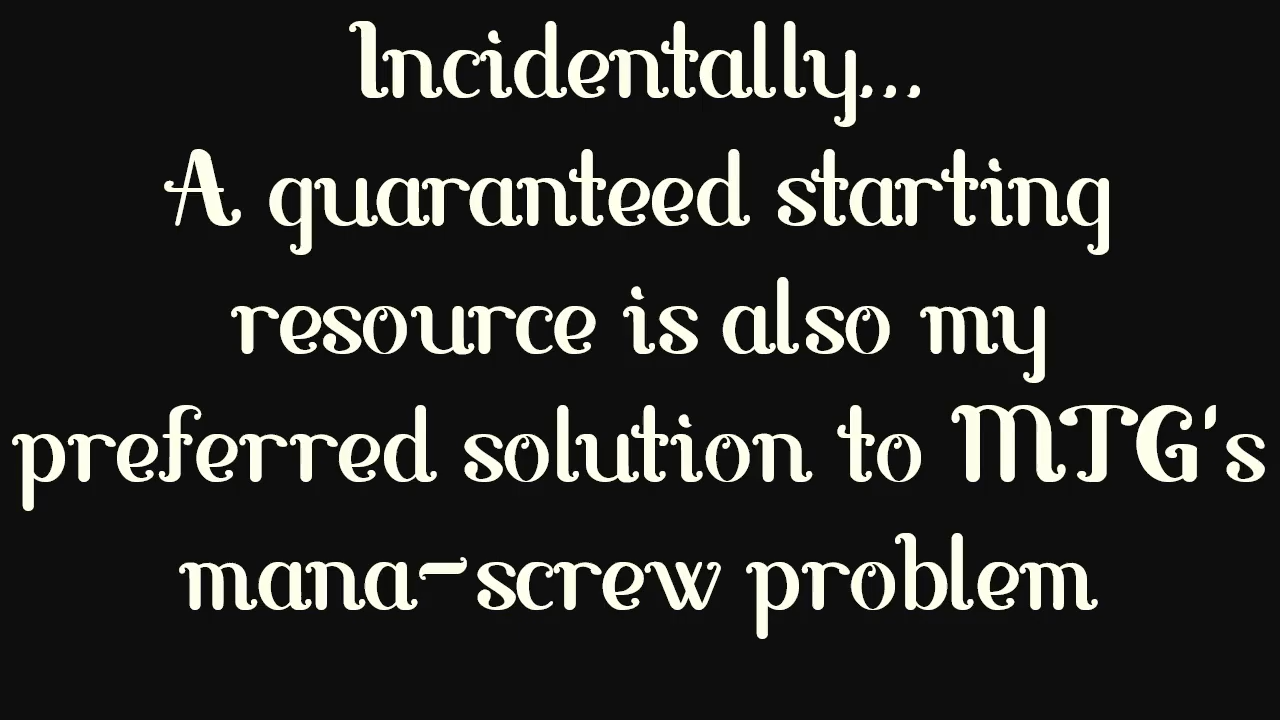 Incidentally...
A guaranteed starting
resource is also my
preferred solution to MTG's
mana-screw problem